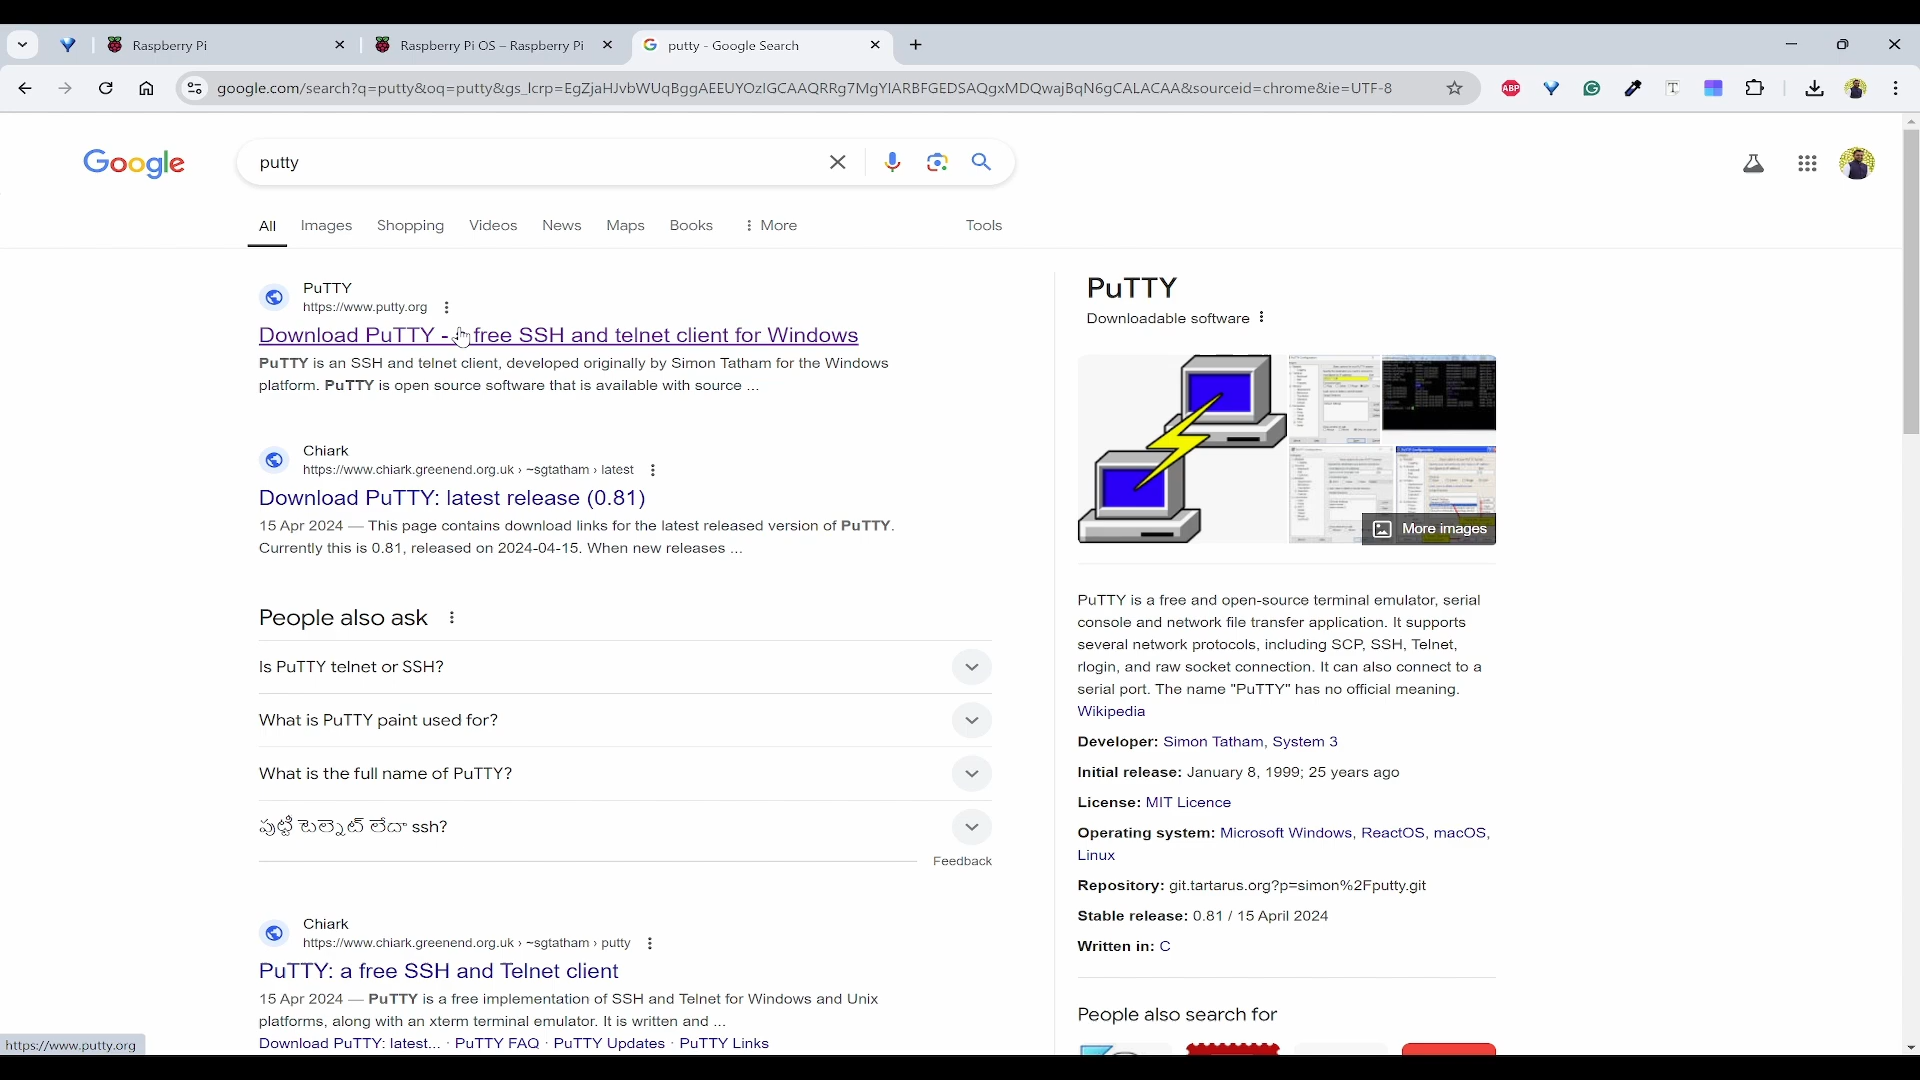 Raspberry Pi
Raspberry Pi OS – Raspberry Pi
putty - Google Search
google.com/search?q=putty&oq=putty&gs_lcrp=EgZjaHJvbWUqBggAEEUYOzIGCAAQRRg7MgYIARBFGEDSAQgxMDQwajBqN6gCALACAA&sourceid=chrome&ie=UTF-8
ABP
Google
putty
All Images Shopping Videos News Maps Books More Tools
PuTTY
https://www.putty.org
Download PuTTY - free SSH and telnet client for Windows
PuTTY is an SSH and telnet client, developed originally by Simon Tatham for the Windows
platform. PuTTY is open source software that is available with source ...
Chiark
https://www.chiark.greenend.org.uk › ~sgtatham › latest
Download PuTTY: latest release (0.81)
15 Apr 2024 — This page contains download links for the latest released version of PuTTY.
Currently this is 0.81, released on 2024-04-15. When new releases ...
People also ask
Is PuTTY telnet or SSH?
What is PuTTY paint used for?
What is the full name of PuTTY?
పుట్టి టెల్నెట్ లేదా ssh?
Feedback
Chiark
https://www.chiark.greenend.org.uk › ~sgtatham › putty
PuTTY: a free SSH and Telnet client
15 Apr 2024 — PuTTY is a free implementation of SSH and Telnet for Windows and Unix
platforms, along with an xterm terminal emulator. It is written and ...
Download PuTTY: latest... · PuTTY FAQ · PuTTY Updates · PuTTY Links
PuTTY
Downloadable software
More images
PuTTY is a free and open-source terminal emulator, serial
console and network file transfer application. It supports
several network protocols, including SCP, SSH, Telnet,
rlogin, and raw socket connection. It can also connect to a
serial port. The name "PuTTY" has no official meaning.
Wikipedia
Developer: Simon Tatham, System 3
Initial release: January 8, 1999; 25 years ago
License: MIT Licence
Operating system: Microsoft Windows, ReactOS, macOS,
Linux
Repository: git.tartarus.org?p=simon%2Fputty.git
Stable release: 0.81 / 15 April 2024
Written in: C
People also search for
https://www.putty.org